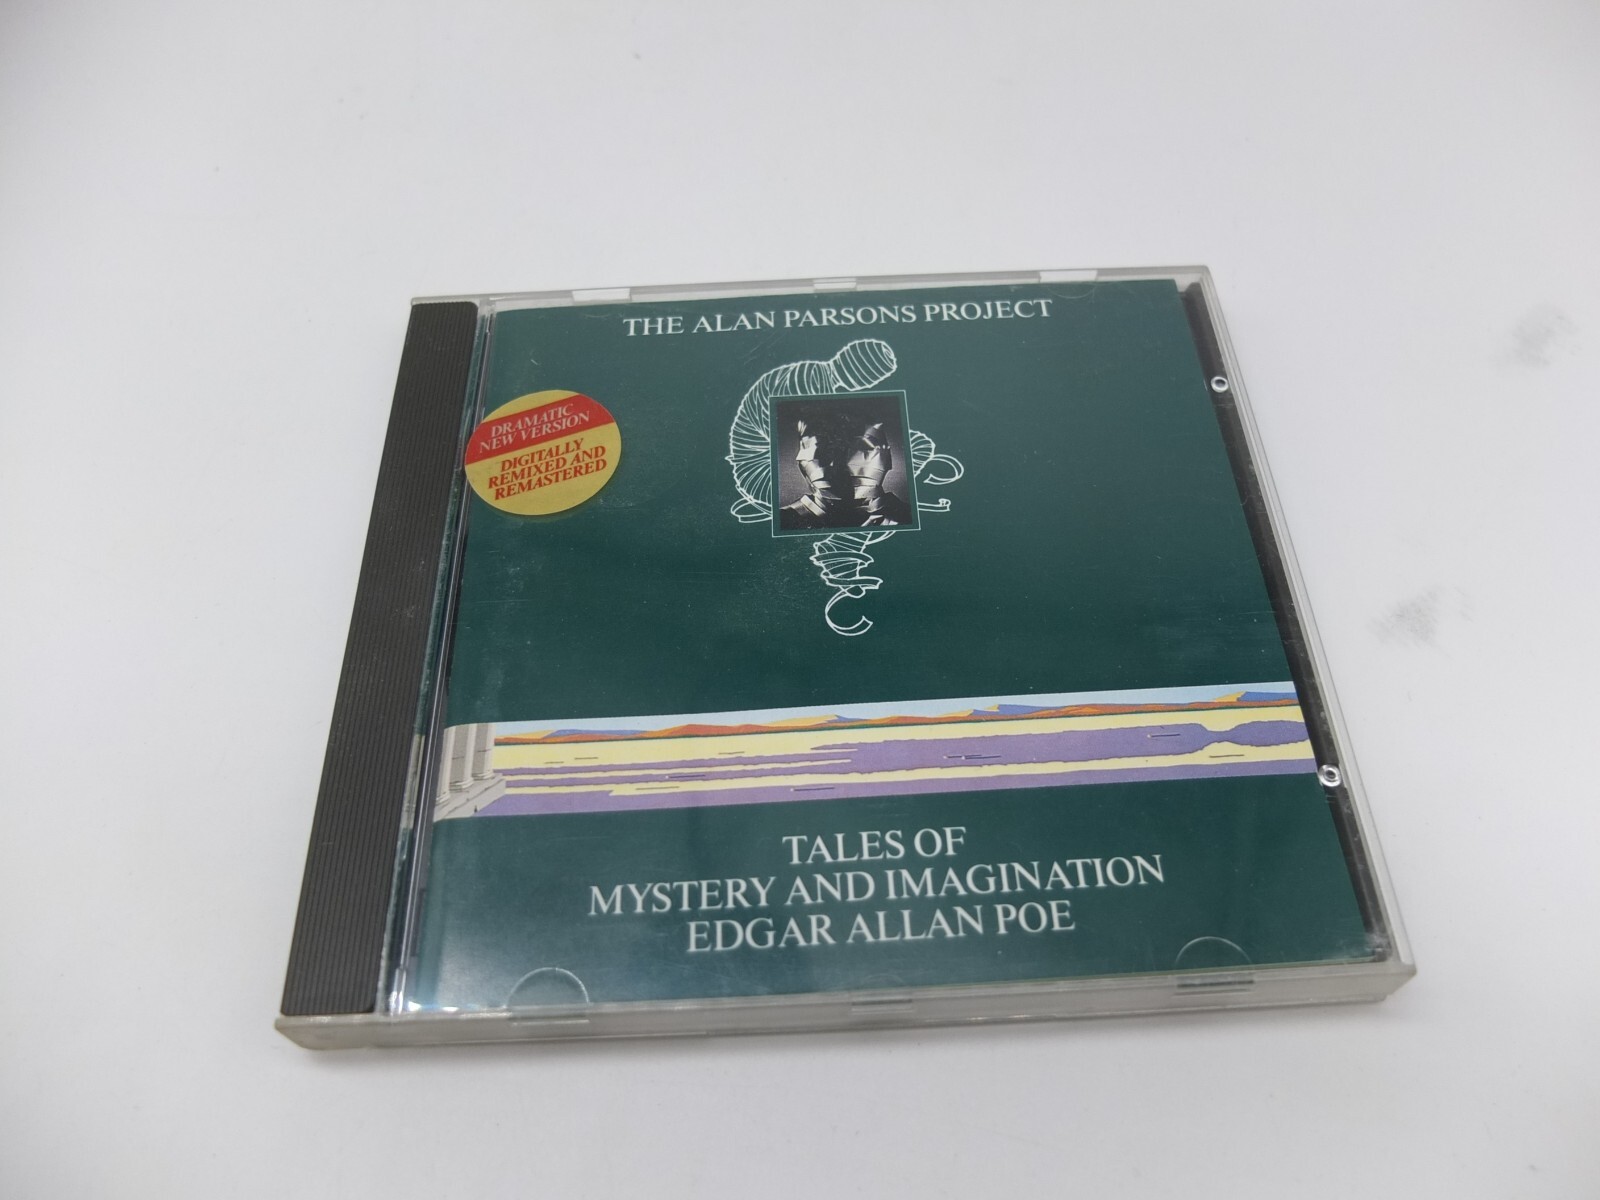 THE ALAN PARSONS PROJECT
DRAMATIC
NEW VERSION
DIGITALLY
REMIXED AND
REMASTERED
TALES OF
MYSTERY AND IMAGINATION
EDGAR ALLAN POE